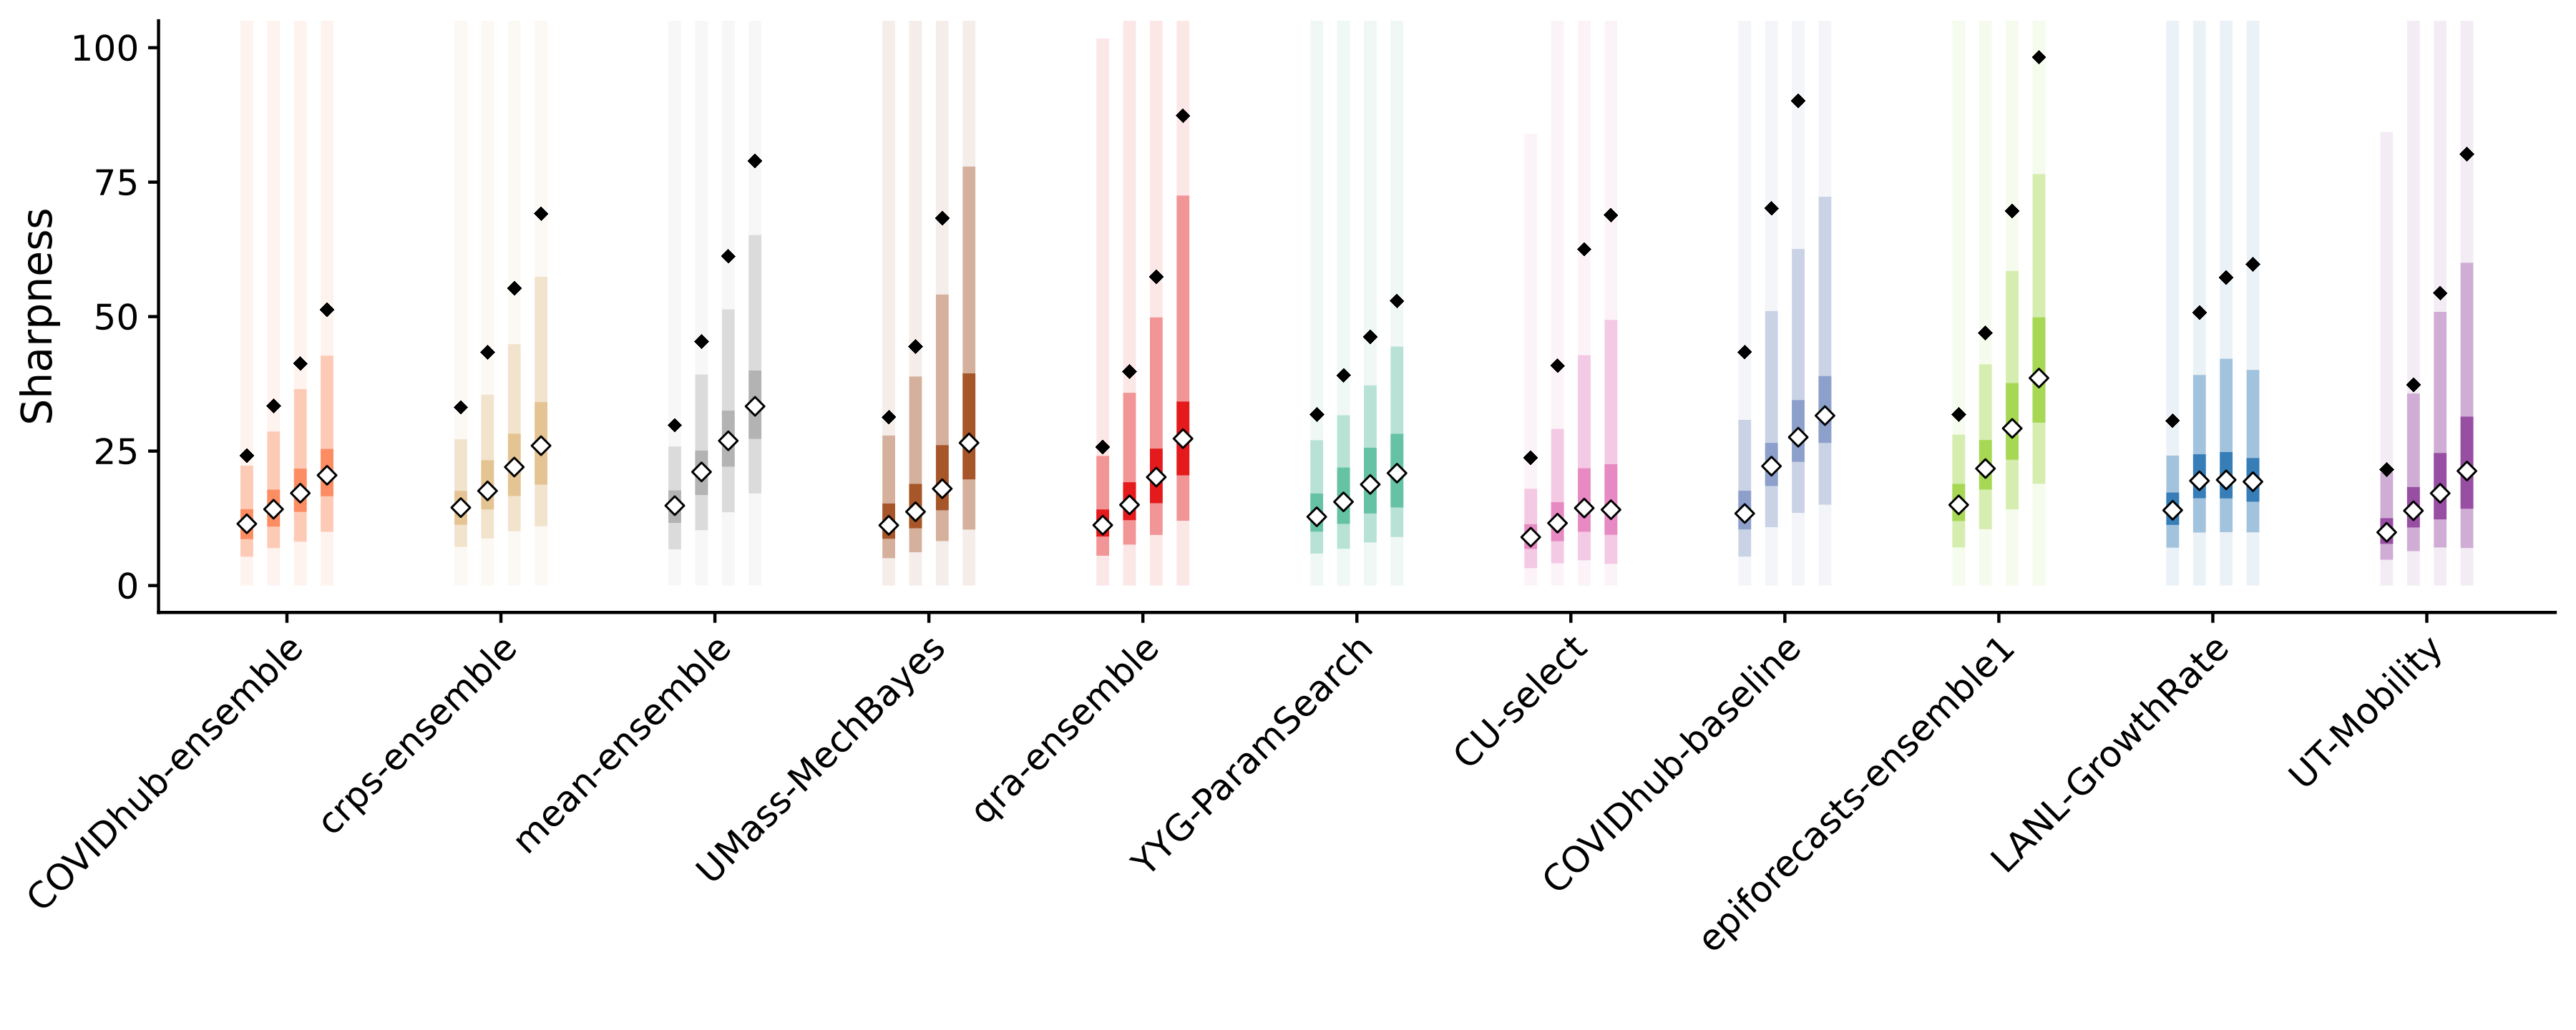 Sharpness
100
75
50
25
0
COVIDhub-ensemble
crps-ensemble
mean-ensemble
UMass-MechBayes
qra-ensemble
YYG-ParamSearch
CU-select
COVIDhub-baseline
epiforecasts-ensemble1
LANL-GrowthRate
UT-Mobility